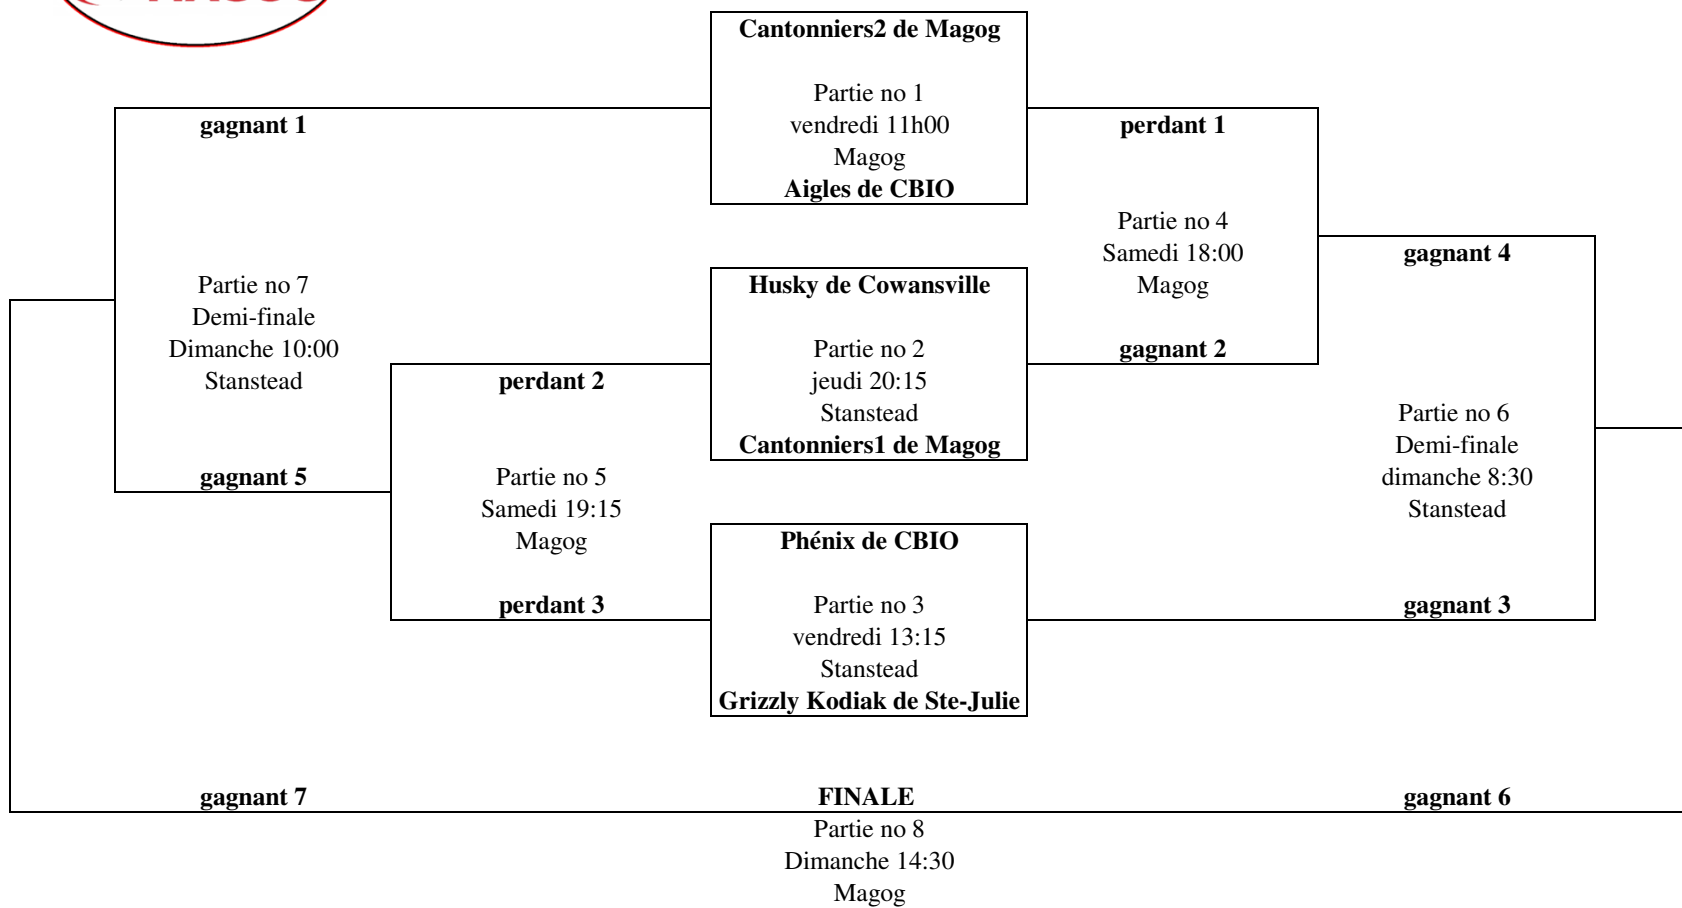 Cantonniers2 de Magog
Partie no 1
vendredi 11h00
Magog
Aigles de CBIO
gagnant 1
perdant 1
Partie no 4
Samedi 18:00
Magog
gagnant 4
Husky de Cowansville
Partie no 2
jeudi 20:15
Stanstead
Cantonniers1 de Magog
Partie no 7
Demi-finale
Dimanche 10:00
Stanstead
perdant 2
gagnant 2
gagnant 5
Partie no 5
Samedi 19:15
Magog
Partie no 6
Demi-finale
dimanche 8:30
Stanstead
Phénix de CBIO
Partie no 3
vendredi 13:15
Stanstead
Grizzly Kodiak de Ste-Julie
perdant 3
gagnant 3
gagnant 7
FINALE
gagnant 6
Partie no 8
Dimanche 14:30
Magog